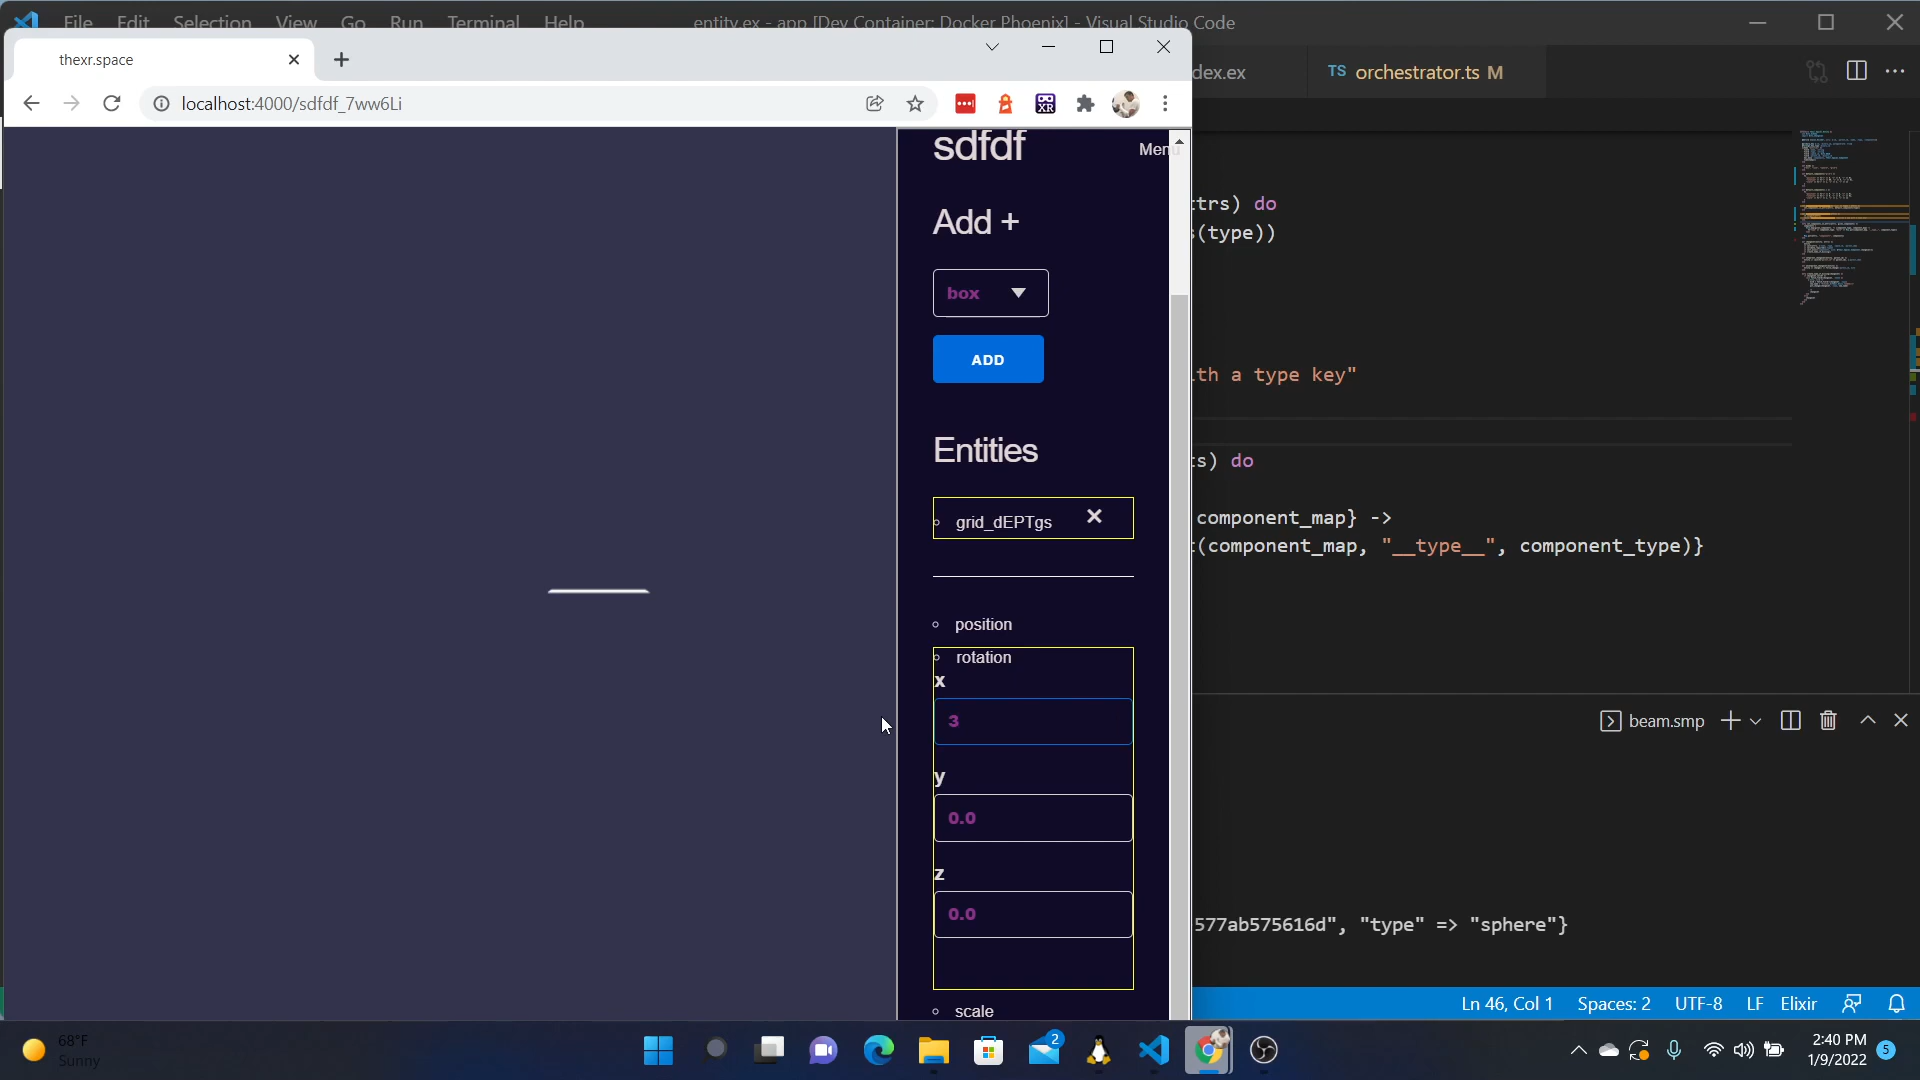 File Edit Selection View Go Run Terminal Help entity.ex - app [Dev Container: Docker Phoenix] - Visual Studio Code
thexr.space
dex.ex TS orchestrator.ts M
localhost:4000/sdfdf_7ww6Li
XR
sdfdf
Menu
Add +
trs) do
(type))
box
ADD
th a type key"
Entities
s) do
grid_dEPTgs
component_map} ->
(component_map, "__type__", component_type)}
position
rotation
x
3
beam.smp
y
0.0
z
0.0
577ab575616d", "type" => "sphere"}
scale
Ln 46, Col 1 Spaces: 2 UTF-8 LF Elixir
68°F
Sunny
2
2:40 PM
1/9/2022
5